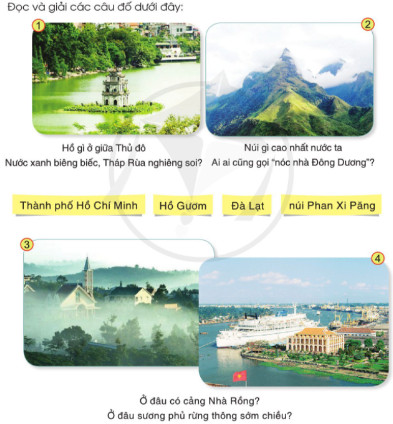 Đọc và giải các câu đố dưới đây:
1
2
Hồ gì ở giữa Thủ đô
Nước xanh biêng biếc, Tháp Rùa nghiêng soi?
Núi gì cao nhất nước ta
Ai ai cũng gọi “nóc nhà Đông Dương”?
Thành phố Hồ Chí Minh
Hồ Gươm
Đà Lạt
núi Phan Xi Păng
3
4
Ở đâu có cảng Nhà Rồng?
Ở đâu sương phủ rừng thông sớm chiều?